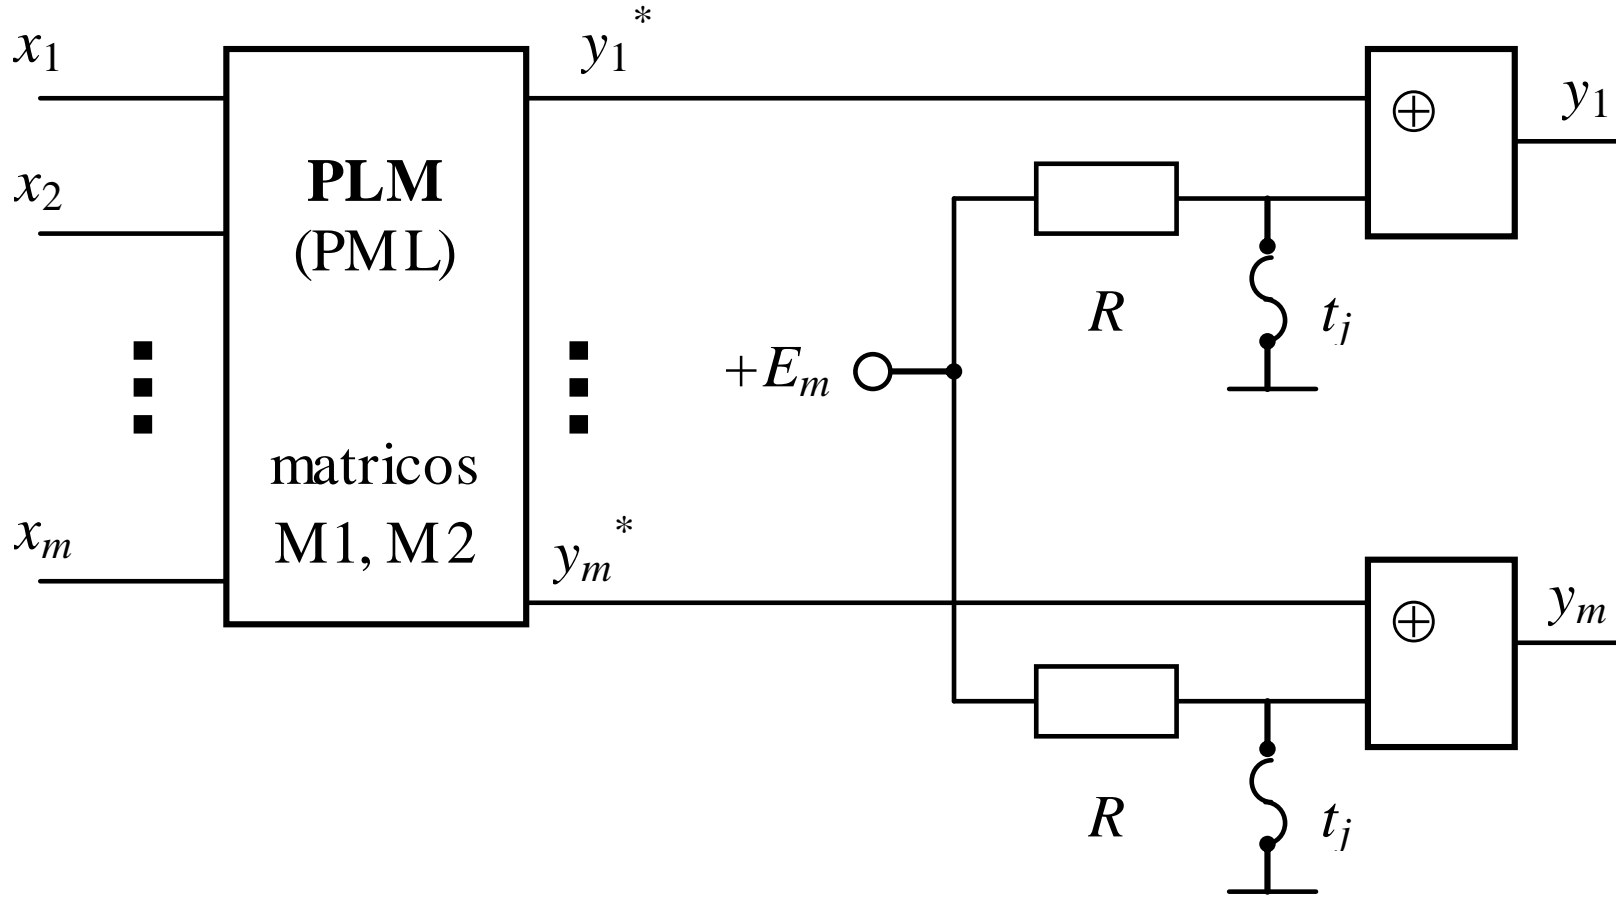 x1
y1*
y1
PLM
x2
(PML)
R
tj
+Em
matricos
xm
M1, M2
ym*
ym
R
tj